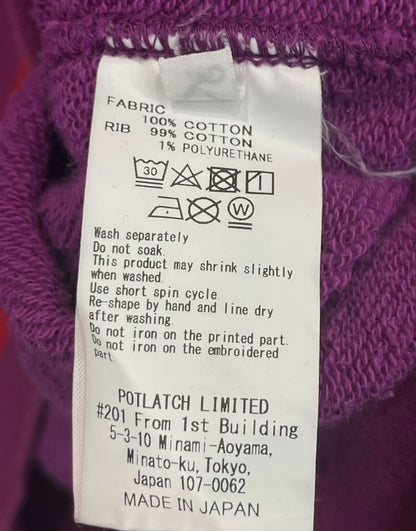 FABRIC
100% COTTON
RIB 99% COTTON
1% POLYURETHANE
30
W
Wash separately
Do not soak.
This product may shrink slightly
when washed.
Use short spin cycle.
Re-shape by hand and line dry
after washing.
Do not iron on the printed part.
Do not iron on the embroidered
part.
POTLATCH LIMITED
#201 From 1st Building
5-3-10 Minami-Aoyama,
Minato-ku, Tokyo,
Japan 107-0062
MADE IN JAPAN